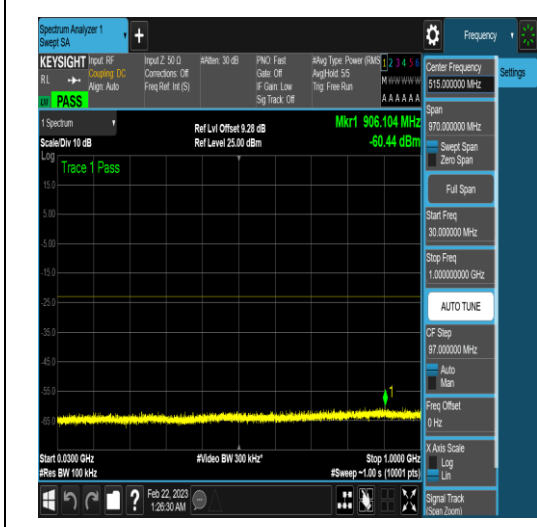 Spectrum Analyzer 1
Swept SA
+
Frequency
KEYSIGHT
RL
Input: RF
Coupling: DC
Align: Auto
Input Z: 50 Ω
Corrections: Off
Freq Ref: Int (S)
#Atten: 30 dB
PNO: Fast
Gate: Off
IF Gain: Low
Sig Track: Off
#Avg Type: Power (RMS
Avg|Hold: 5/5
Trig: Free Run
1 2 3 4 5 6
M W W W W W
A A A A A A
PASS
1 Spectrum
Scale/Div 10 dB
Ref Lvl Offset 9.28 dB
Ref Level 25.00 dBm
Mkr1 906.104 MHz
-60.44 dBm
Log
Trace 1 Pass
15.0
5.00
-5.00
-15.0
-25.0
-35.0
-45.0
-55.0
-65.0
1
Start 0.0300 GHz
#Res BW 100 kHz
#Video BW 300 kHz*
Stop 1.0000 GHz
#Sweep ~1.00 s (10001 pts)
Feb 22, 2023
1:26:30 AM
?
Center Frequency
515.000000 MHz
Settings
Span
970.000000 MHz
Swept Span
Zero Span
Full Span
Start Freq
30.000000 MHz
Stop Freq
1.000000000 GHz
AUTO TUNE
CF Step
97.000000 MHz
Auto
Man
Freq Offset
0 Hz
X Axis Scale
Log
Lin
Signal Track
(Span Zoom)